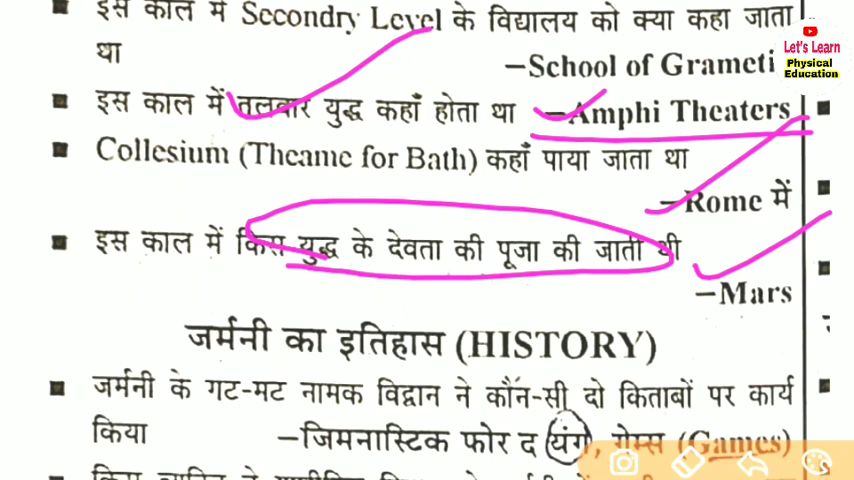 इस काल में Secondry Level के विद्यालय को क्या कहा जाता
था
–School of Grameti
इस काल में तलवार युद्ध कहाँ होता था –Amphi Theaters
Collesium (Theame for Bath) कहाँ पाया जाता था
–Rome में
इस काल में किस युद्ध के देवता की पूजा की जाती थी
–Mars
जर्मनी का इतिहास (HISTORY)
जर्मनी के गट-मट नामक विद्वान ने कौन-सी दो किताबों पर कार्य
किया –जिमनास्टिक फोर द यंग, गेम्स (Games)
Let's Learn
Physical
Education